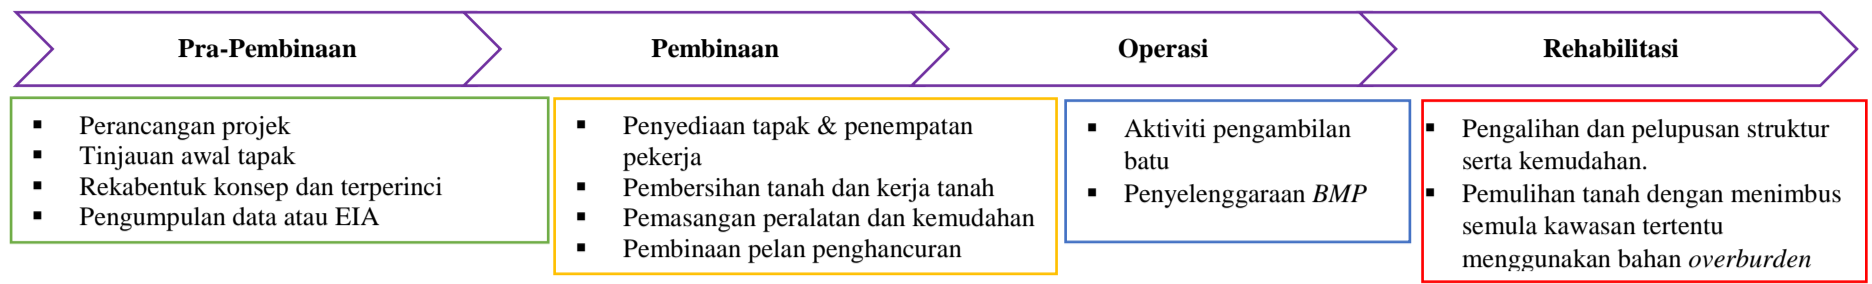 Pra-Pembinaan
Pembinaan
Operasi
Rehabilitasi
▪ Perancangan projek
▪ Tinjauan awal tapak
▪ Rekabentuk konsep dan terperinci
▪ Pengumpulan data atau EIA
▪ Penyediaan tapak & penempatan
pekerja
▪ Pembersihan tanah dan kerja tanah
▪ Pemasangan peralatan dan kemudahan
▪ Pembinaan pelan penghancuran
▪ Aktiviti pengambilan
batu
▪ Penyelenggaraan BMP
▪ Pengalihan dan pelupusan struktur
serta kemudahan.
▪ Pemulihan tanah dengan menimbus
semula kawasan tertentu
menggunakan bahan overburden